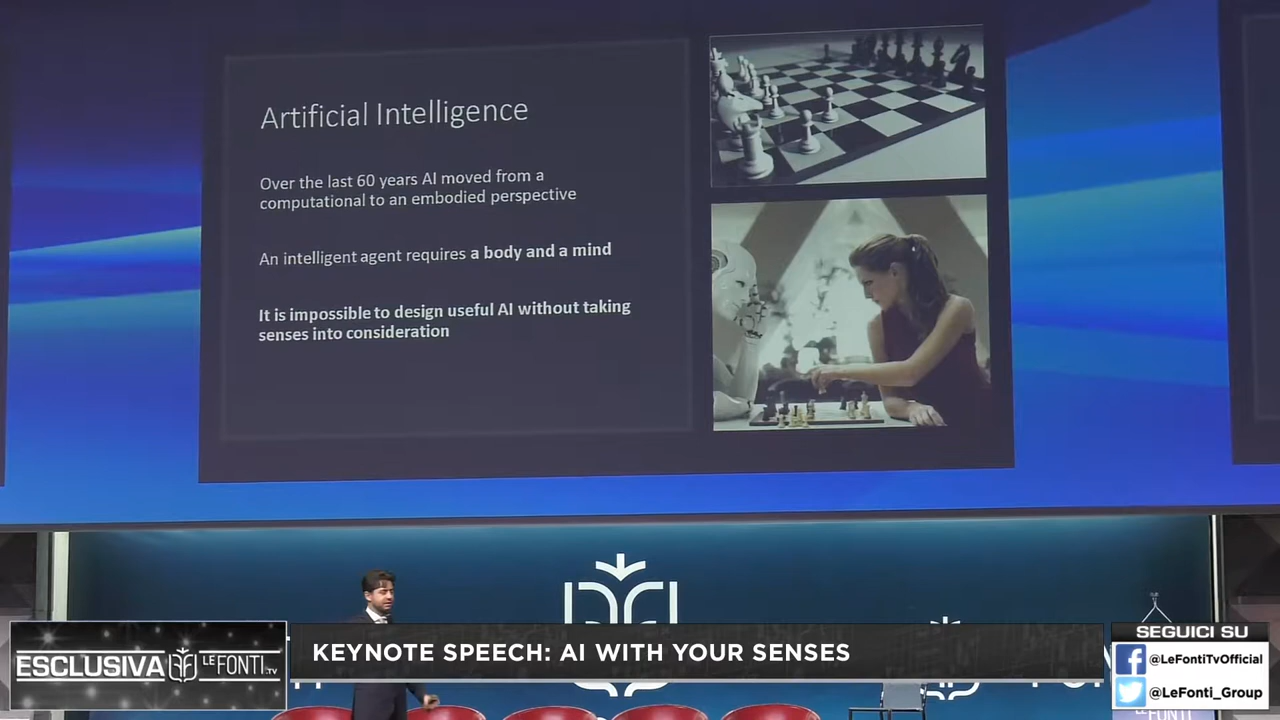 Artificial Intelligence
Over the last 60 years AI moved from a
computational to an embodied perspective
An intelligent agent requires a body and a mind
It is impossible to design useful AI without taking
senses into consideration
ESCLUSIVA LE FONTI.TV
KEYNOTE SPEECH: AI WITH YOUR SENSES
SEGUICI SU
@LeFontiTvOfficial
@LeFonti_Group